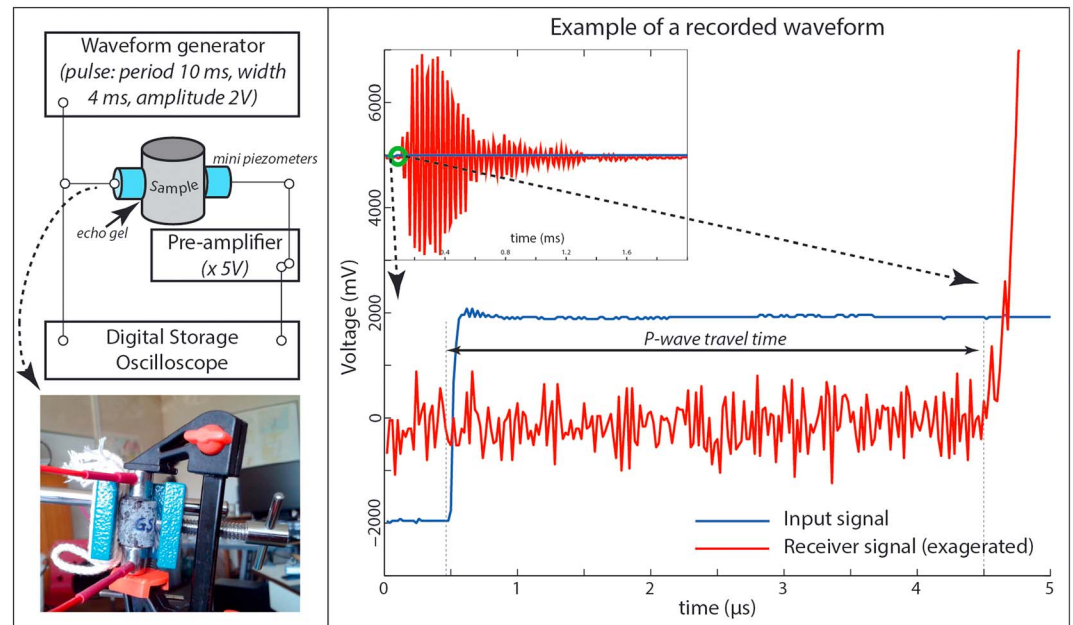 Waveform generator
(pulse: period 10 ms, width
4 ms, amplitude 2V)
mini piezometers
Sample
echo gel
Pre-amplifier
(x 5V)
Digital Storage
Oscilloscope
GS
Example of a recorded waveform
6000
4000
2000
0
−2000
Voltage (mV)
time (ms)
0.4
0.8
1.2
1.6
P-wave travel time
Input signal
Receiver signal (exagerated)
0
1
2
3
4
5
time (µs)